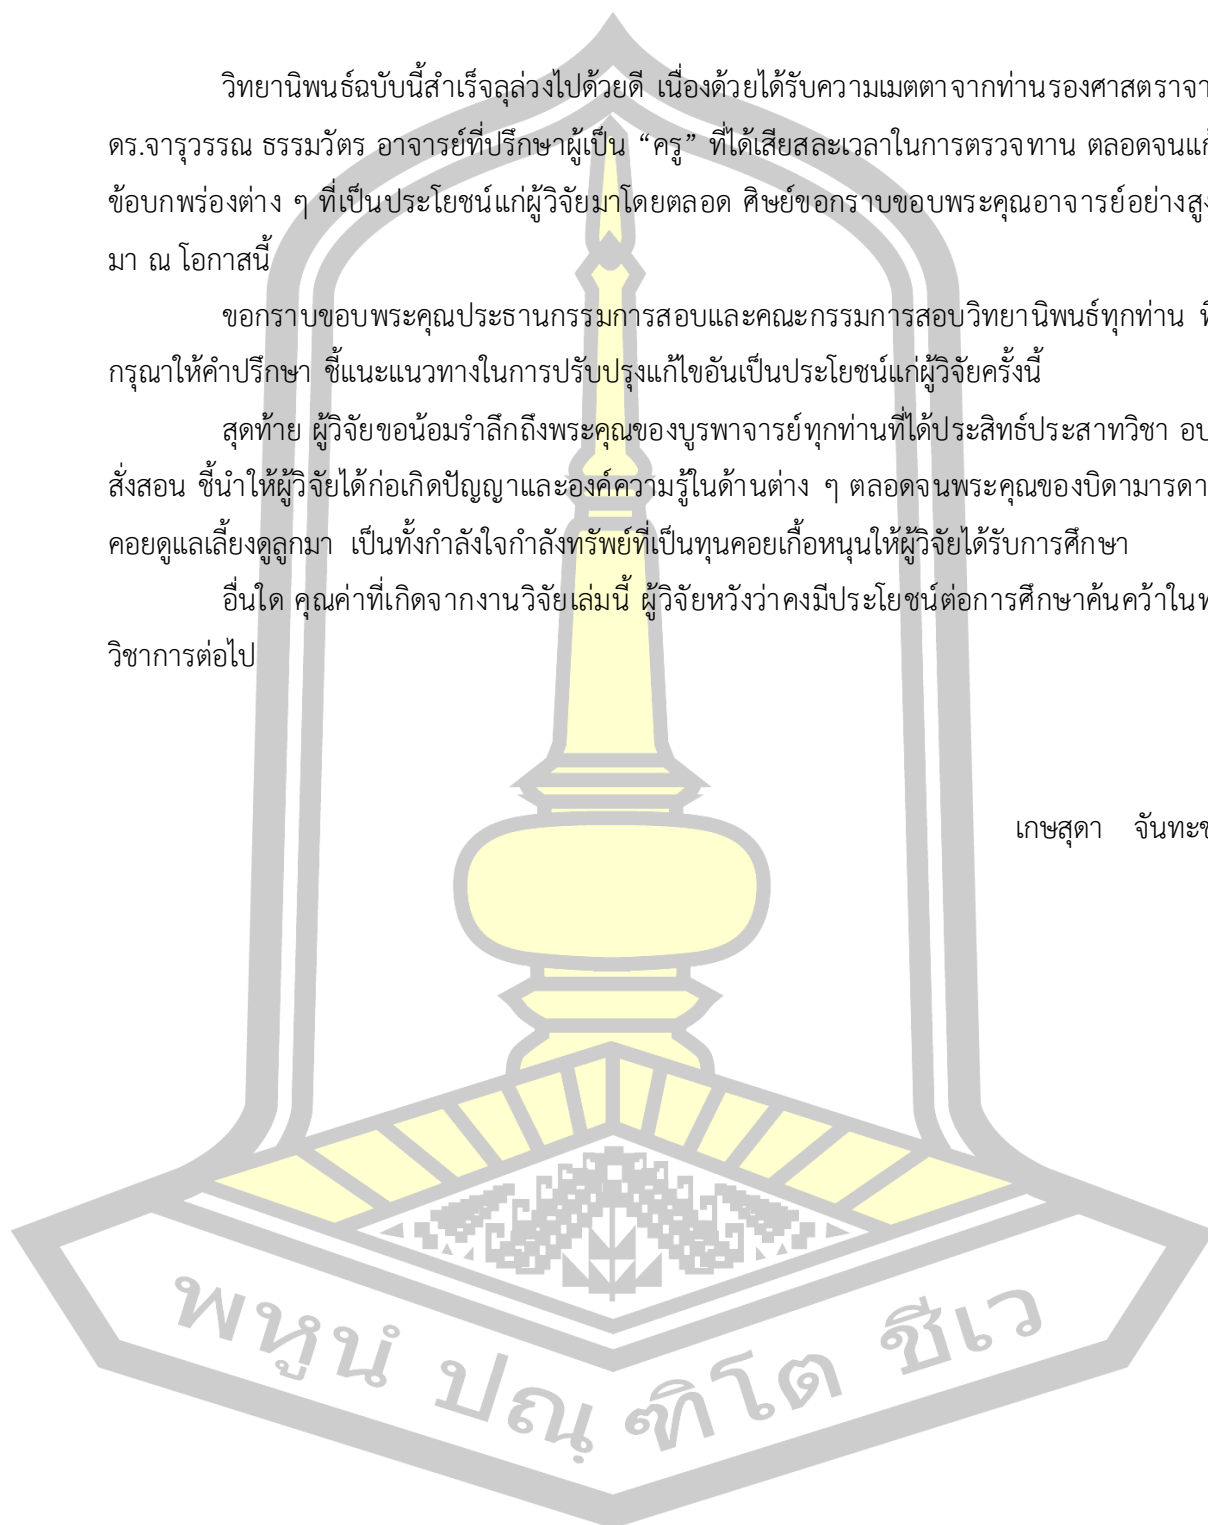 วิทยานิพนธ์ฉบับนี้สำเร็จลุล่วงไปด้วยดี เนื่องด้วยได้รับความเมตตาจากท่านรองศาสตราจา
ดร.จารุวรรณ ธรรมวัตร อาจารย์ที่ปรึกษาผู้เป็น “ครู” ที่ได้เสียสละเวลาในการตรวจทาน ตลอดจนแก้
ข้อบกพร่องต่าง ๆ ที่เป็นประโยชน์แก่ผู้วิจัยมาโดยตลอด ศิษย์ขอกราบขอบพระคุณอาจารย์อย่างสูง
มา ณ โอกาสนี้
ขอกราบขอบพระคุณประธานกรรมการสอบและคณะกรรมการสอบวิทยานิพนธ์ทุกท่าน
กรุณาให้คำปรึกษา ชี้แนะแนวทางในการปรับปรุงแก้ไขอันเป็นประโยชน์แก่ผู้วิจัยครั้งนี้
สุดท้าย ผู้วิจัยขอน้อมรำลึกถึงพระคุณของบูรพาจารย์ทุกท่านที่ได้ประสิทธ์ประสาทวิชา อบ
สั่งสอน ชี้นำให้ผู้วิจัยได้ก่อเกิดปัญญาและองค์ความรู้ในด้านต่าง ๆ ตลอดจนพระคุณของบิดามารดา
คอยดูแลเลี้ยงดูลูกมา เป็นทั้งกำลังใจกำลังทรัพย์ที่เป็นทุนคอยเกื้อหนุนให้ผู้วิจัยได้รับการศึกษา
อื่นใด คุณค่าที่เกิดจากงานวิจัยเล่มนี้ ผู้วิจัยหวังว่าคงมีประโยชน์ต่อการศึกษาค้นคว้าใน
วิชาการต่อไป
เกษสุดา จันทะ
พหูนํ ปณฺฑิโต ชีเว